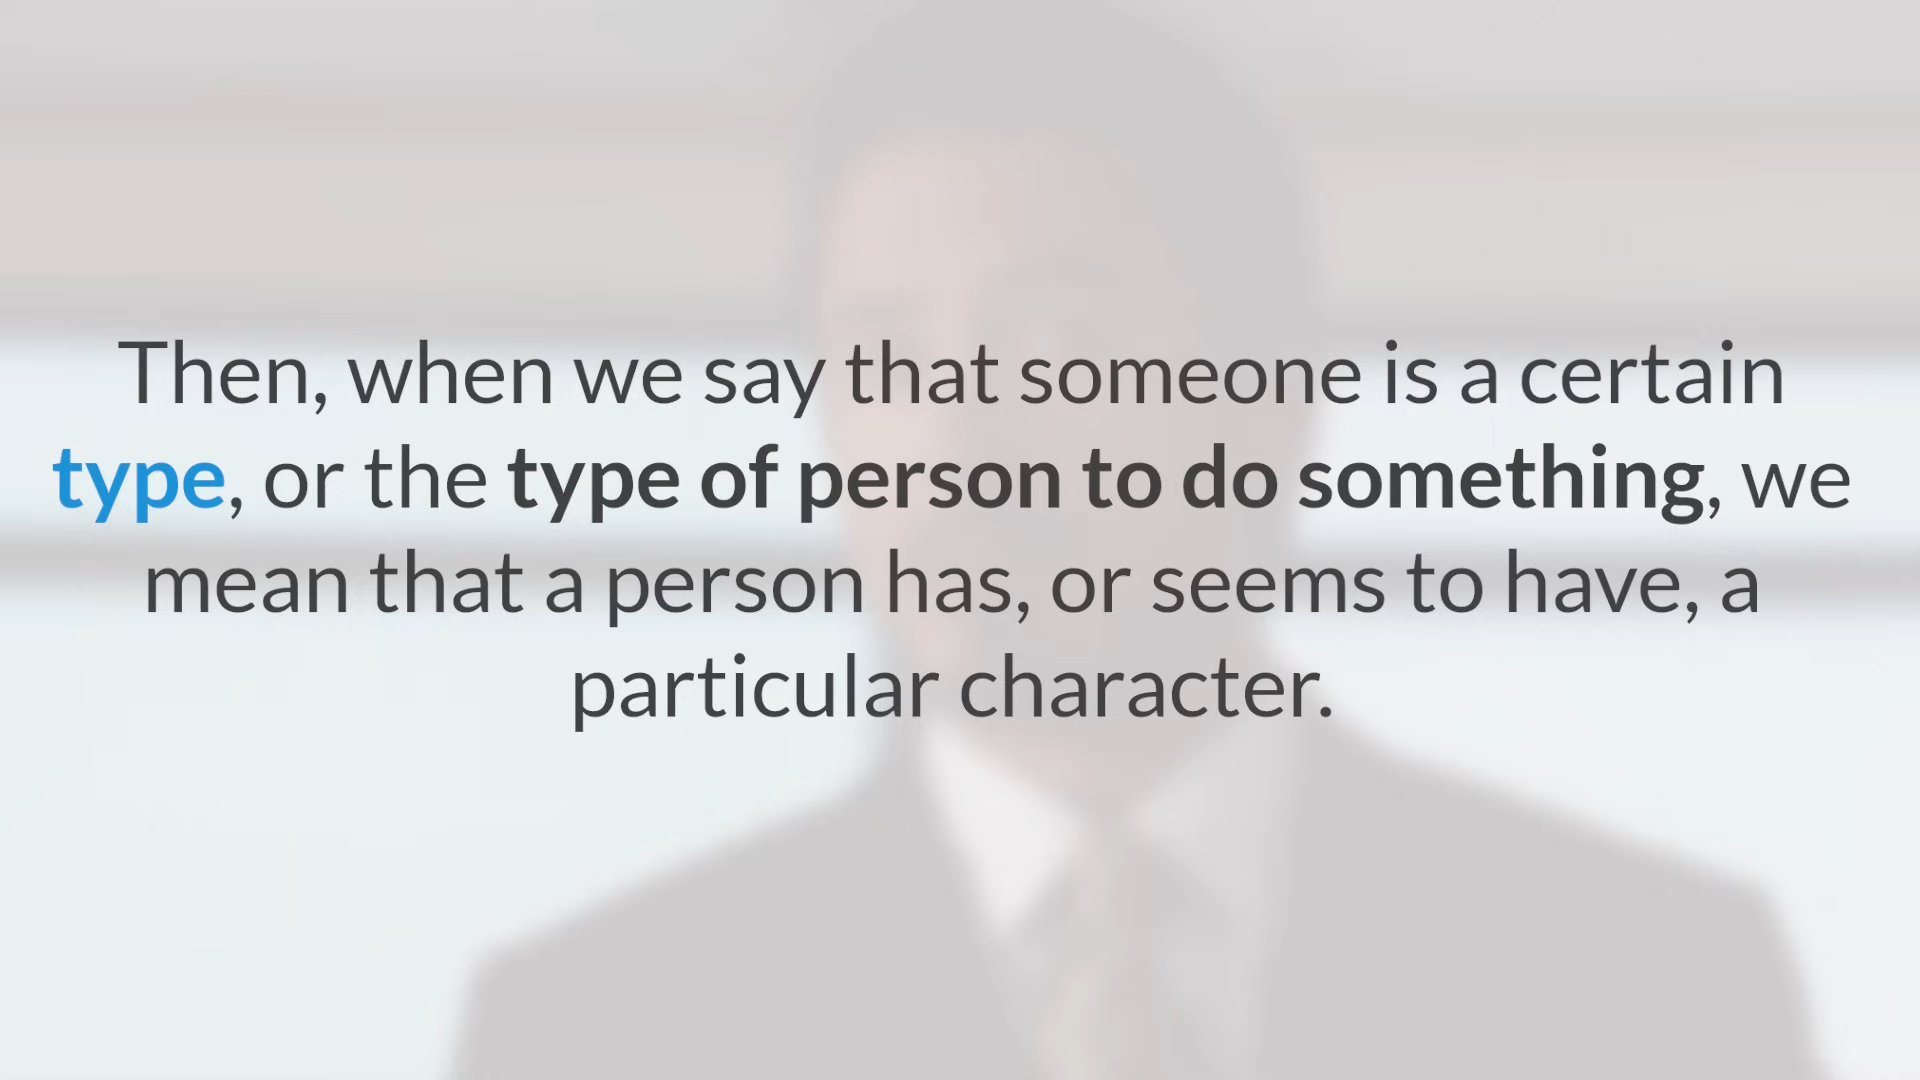 Then, when we say that someone is a certain
type, or the type of person to do something, we
mean that a person has, or seems to have, a
particular character.